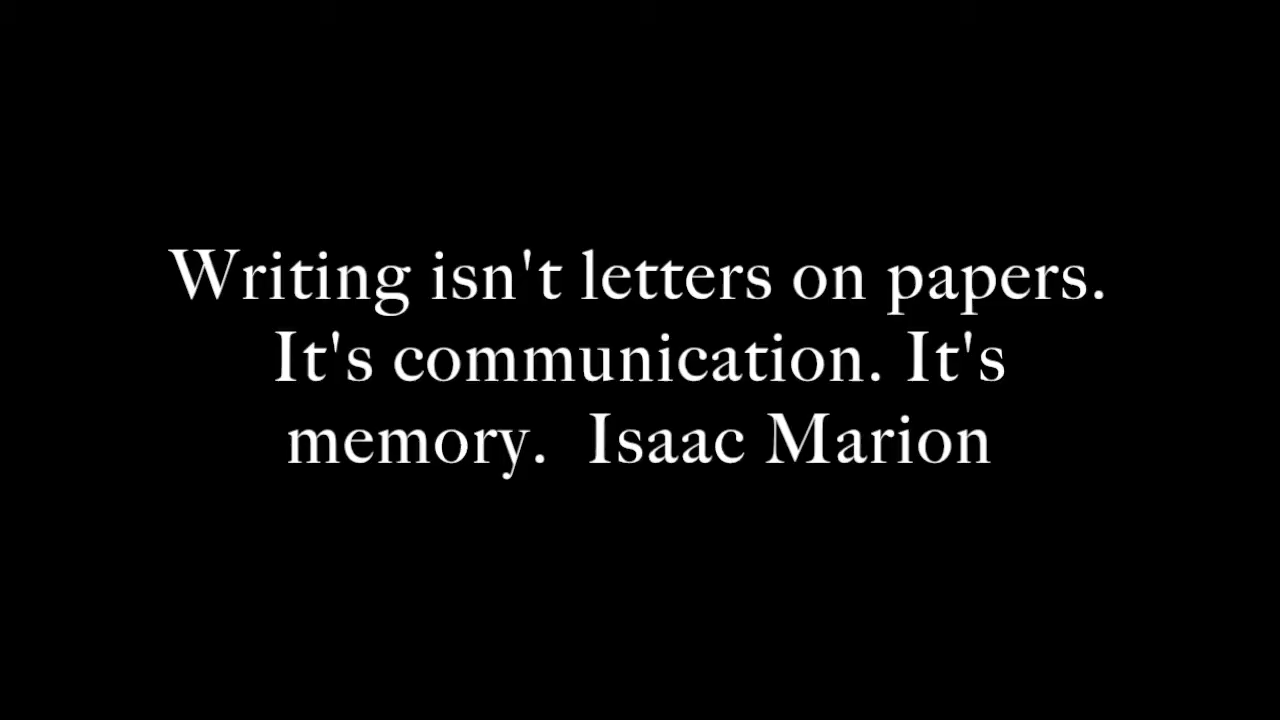 Writing isn't letters on papers.
It's communication. It's
memory.  Isaac Marion